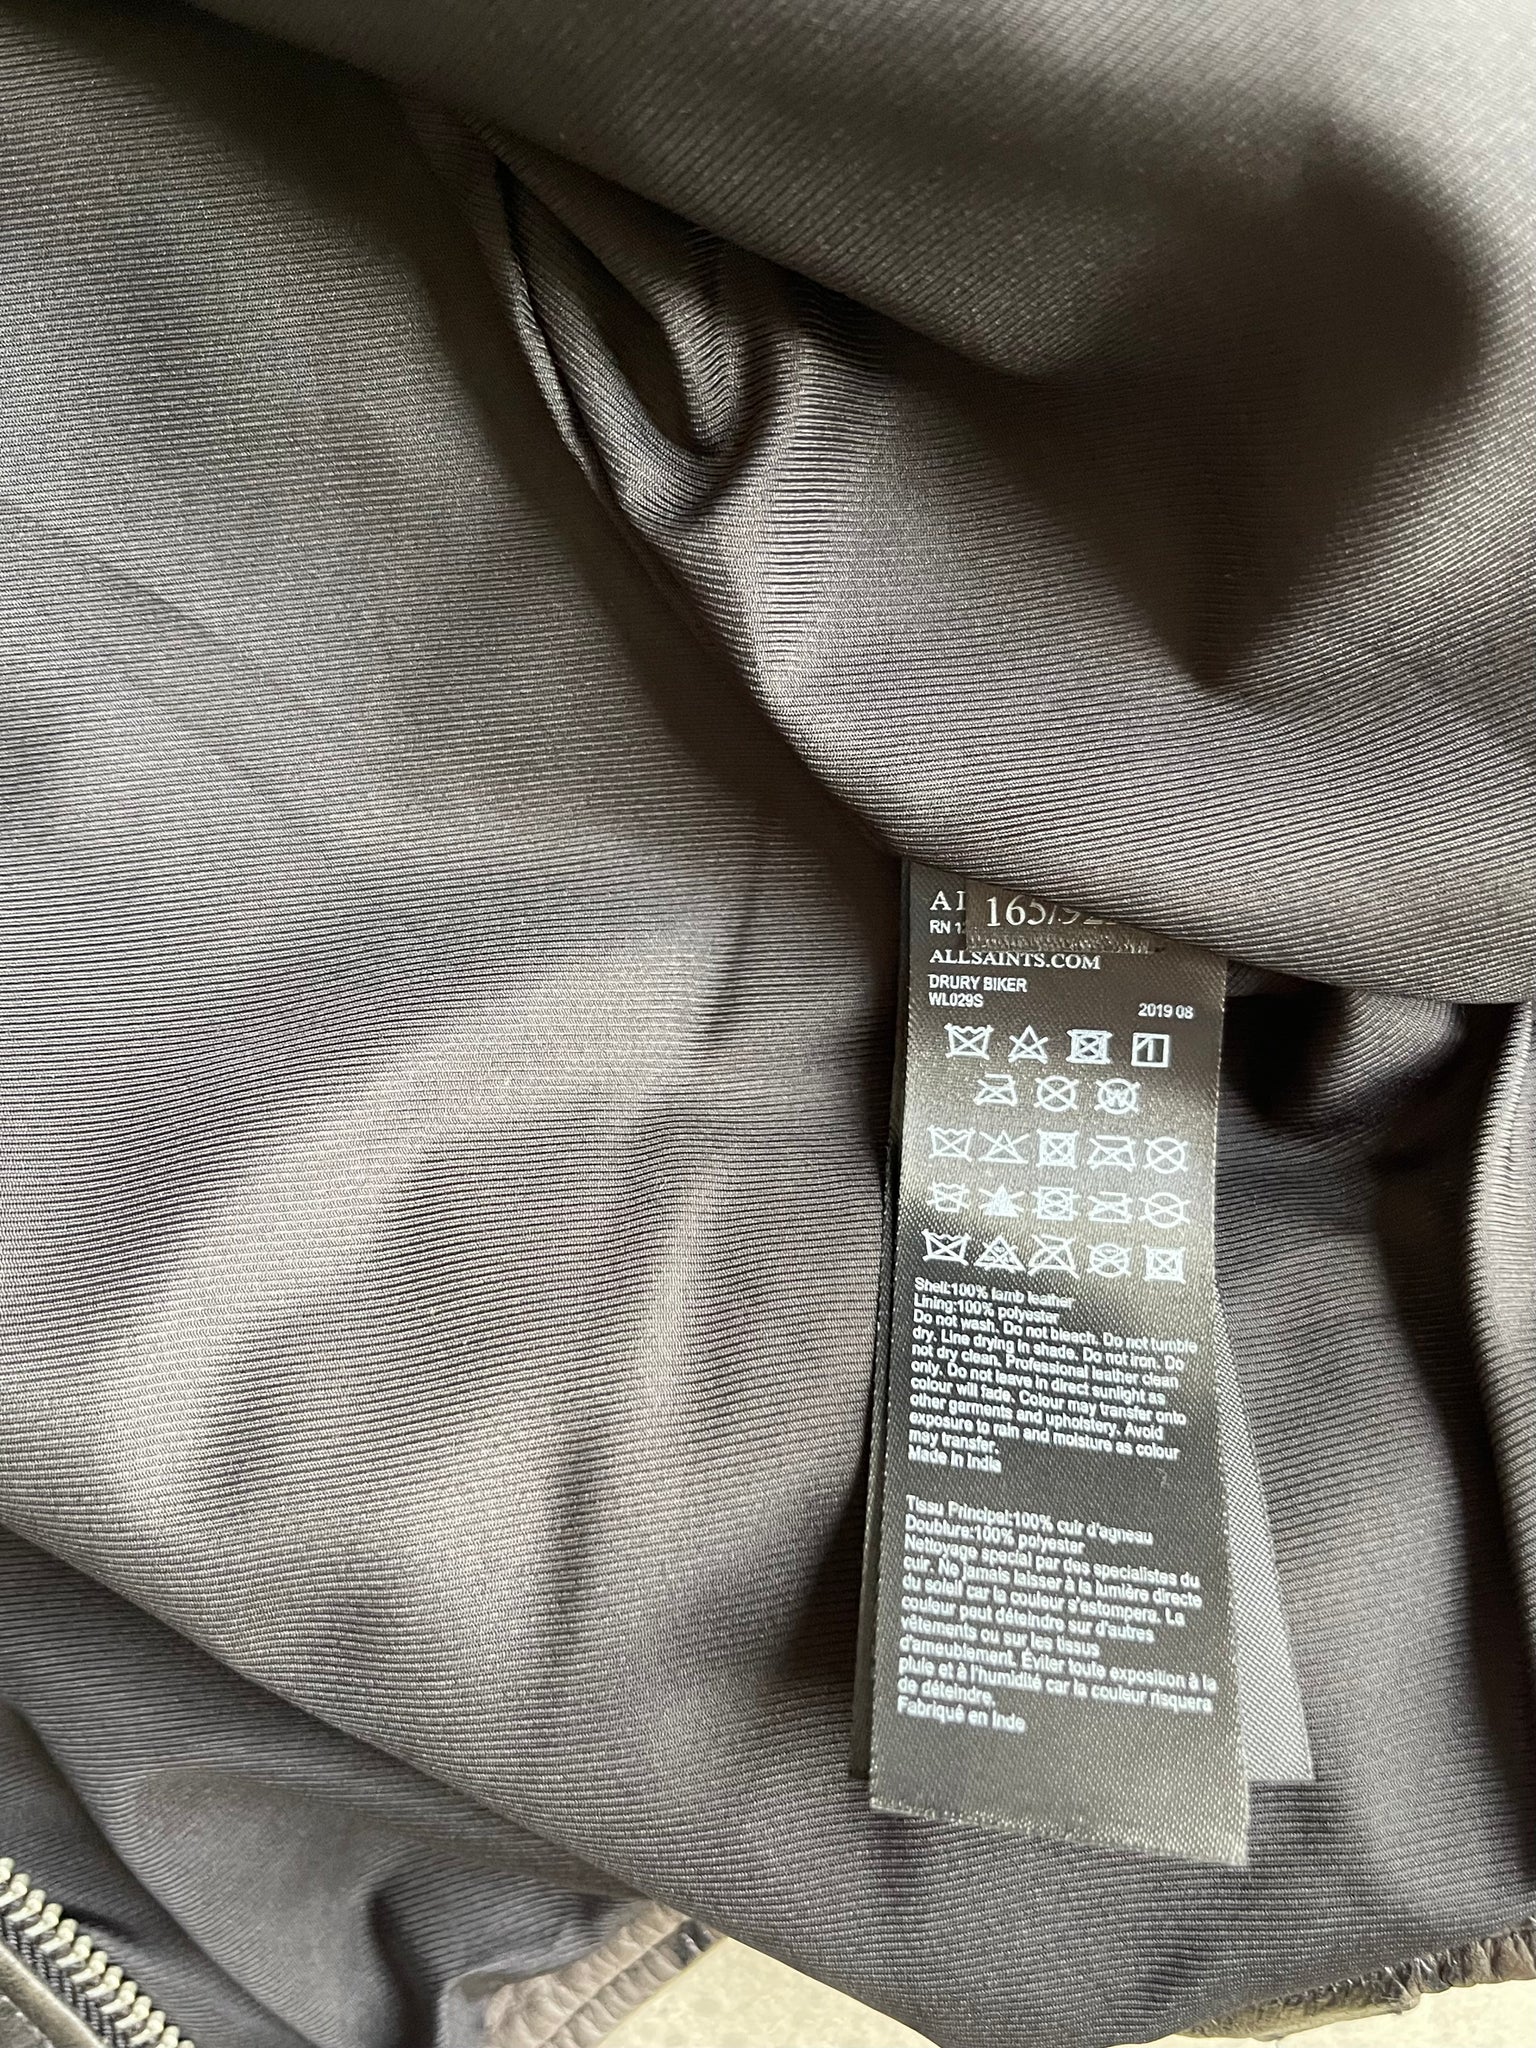 165/92
RN
ALLSAINTS.COM
DRURY BIKER
WL029S
2019 08
Shell:100% lamb leather
Lining:100% polyester
Do not wash. Do not bleach. Do not tumble
dry. Line drying in shade. Do not iron. Do
not dry clean. Professional leather clean
only. Do not leave in direct sunlight as
colour will fade. Colour may transfer onto
other garments and upholstery. Avoid
exposure to rain and moisture as colour
may transfer.
Made in India
Tissu Principel:100% cuir d'agneau
Doublure:100% polyester
Nettoyage special par des specialistes du
cuir. Ne jamais laisser à la lumière directe
du soleil car la couleur s'estompera. La
couleur peut déteindre sur d'autres
vêtements ou sur les tissus
d'ameublement. Éviter toute exposition à la
pluie et à l'humidité car la couleur risquera
de déteindre.
Fabriqué en Inde